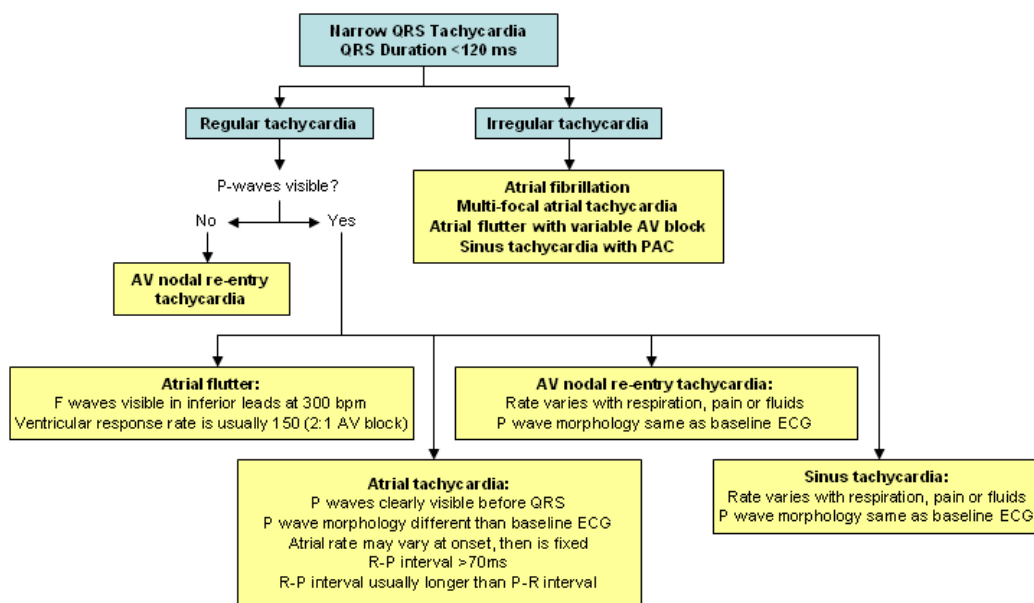 Narrow QRS Tachycardia
QRS Duration <120 ms
Regular tachycardia
Irregular tachycardia
P-waves visible?
No
Yes
Atrial fibrillation
Multi-focal atrial tachycardia
Atrial flutter with variable AV block
Sinus tachycardia with PAC
AV nodal re-entry
tachycardia
Atrial flutter:
F waves visible in inferior leads at 300 bpm
Ventricular response rate is usually 150 (2:1 AV block)
AV nodal re-entry tachycardia:
Rate varies with respiration, pain or fluids
P wave morphology same as baseline ECG
Atrial tachycardia:
P waves clearly visible before QRS
P wave morphology different than baseline ECG
Atrial rate may vary at onset, then is fixed
R-P interval >70ms
R-P interval usually longer than P-R interval
Sinus tachycardia:
Rate varies with respiration, pain or fluids
P wave morphology same as baseline ECG